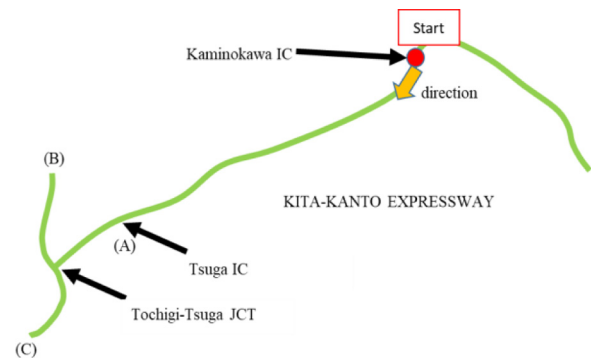 Start
Kaminokawa IC
direction
(B)
KITA-KANTO EXPRESSWAY
(A)
Tsuga IC
Tochigi-Tsuga JCT
(C)